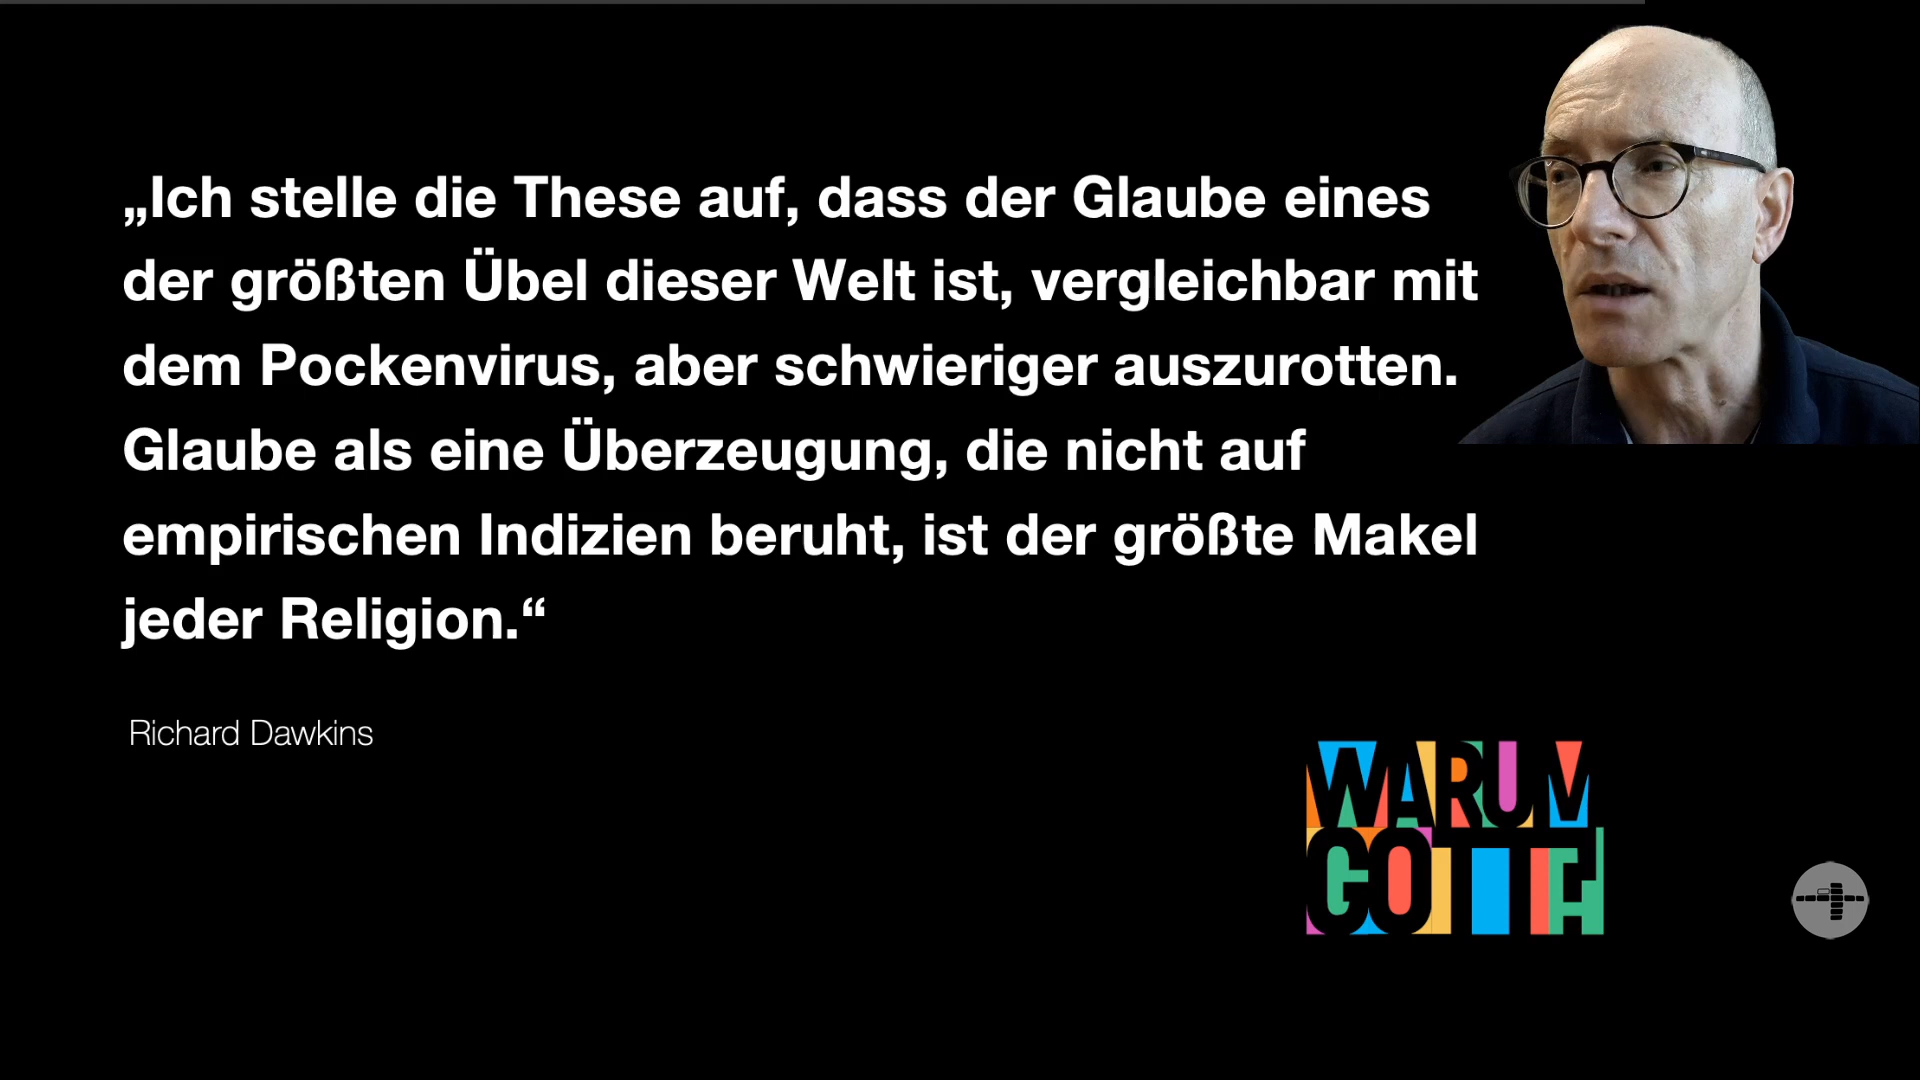 „Ich stelle die These auf, dass der Glaube eines
der größten Übel dieser Welt ist, vergleichbar mit
dem Pockenvirus, aber schwieriger auszurotten.
Glaube als eine Überzeugung, die nicht auf
empirischen Indizien beruht, ist der größte Makel
jeder Religion.“
Richard Dawkins
WARUM
GOTT?